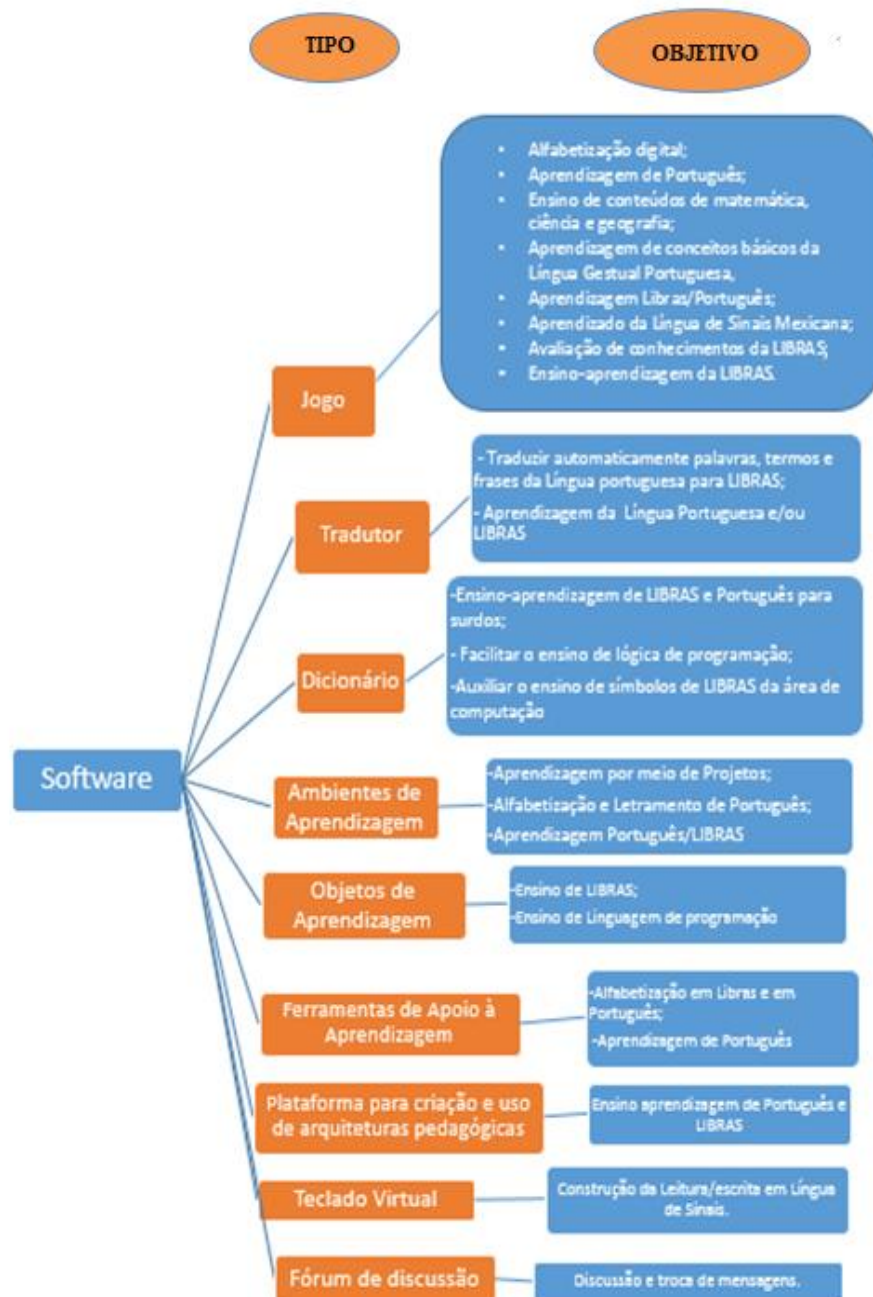 TIPO
OBJETIVO
• Alfabetização digital;
• Aprendizagem de Português;
• Ensino de conteúdos de matemática,
ciência e geografia;
• Aprendizagem de conceitos básicos da
Língua Gestual Portuguesa,
• Aprendizagem Libras/Português;
• Aprendizado da Língua de Sinais Mexicana;
• Avaliação de conhecimentos da LIBRAS;
• Ensino-aprendizagem da LIBRAS.
Jogo
- Traduzir automaticamente palavras, termos e
frases da Língua portuguesa para LIBRAS;
- Aprendizagem da Língua Portuguesa e/ou
LIBRAS
Tradutor
-Ensino-aprendizagem de LIBRAS e Português para
surdos;
- Facilitar o ensino de lógica de programação;
-Auxiliar o ensino de símbolos de LIBRAS da área de
computação
Dicionário
Software
Ambientes de
Aprendizagem
-Aprendizagem por meio de Projetos;
-Alfabetização e Letramento de Português;
-Aprendizagem Português/LIBRAS
Objetos de
Aprendizagem
-Ensino de LIBRAS;
-Ensino de Linguagem de programação
Ferramentas de Apoio à
Aprendizagem
-Alfabetização em Libras e em
Português;
-Aprendizagem de Português
Plataforma para criação e uso
de arquiteturas pedagógicas
Ensino aprendizagem de Português e
LIBRAS
Teclado Virtual
Construção da Leitura/escrita em Língua
de Sinais.
Fórum de discussão
Discussão e troca de mensagens.